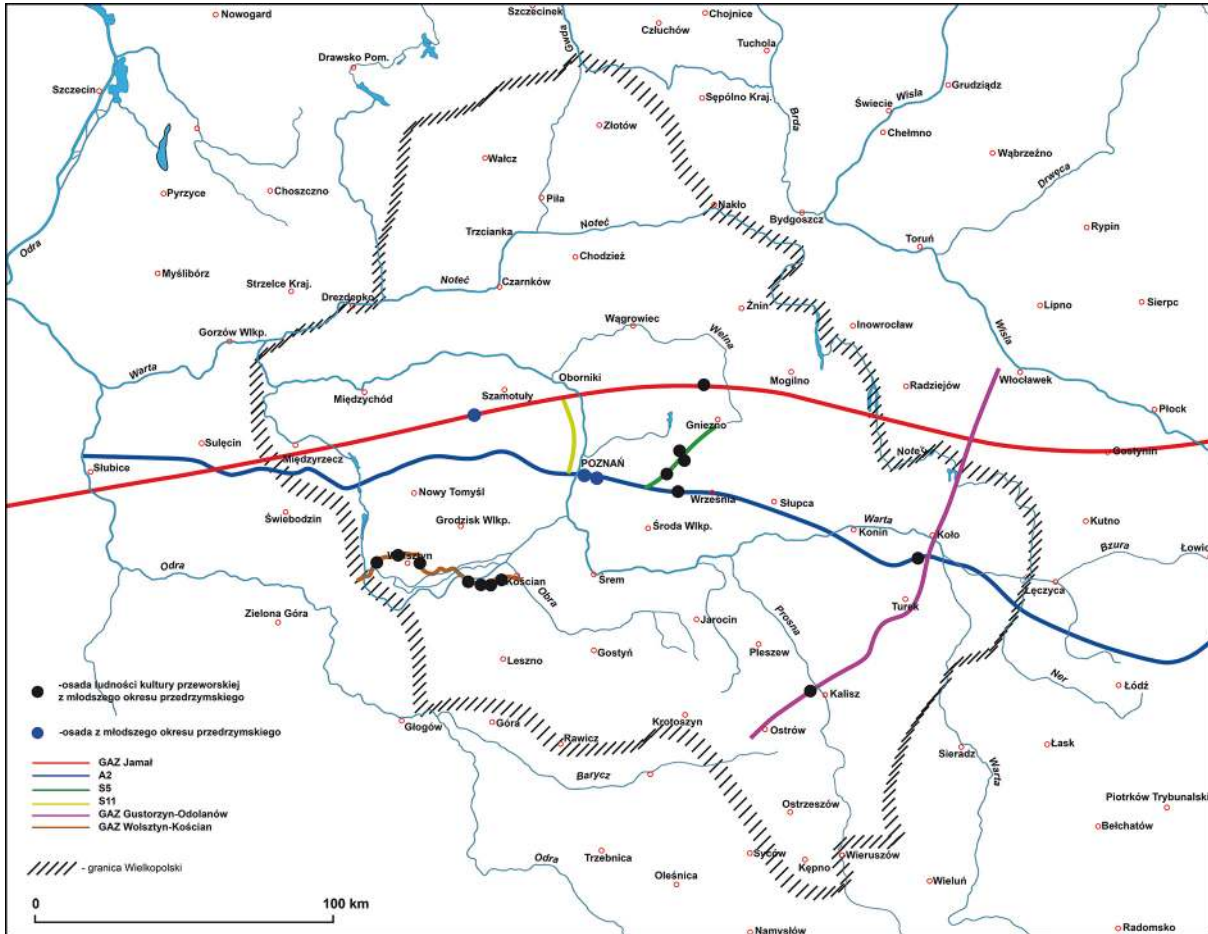 Szczecinek
Nowogard
Człuchów
Chojnice
Tuchola
Drawsko Pom.
Gwda
Szczecin
Sępólno Kraj.
Brda
Świecie
Wisla
Grudziądz
Złotów
Chełmno
Wałcz
Wąbrzeźno
Drwęca
Pyrzyce
Choszczno
Piła
Nakło
Bydgoszcz
Trzcianka
Noteć
Toruń
Rypin
Odra
Chodzież
Myślibórz
Strzelce Kraj.
Noteć
Czarnków
Drezdenko
Żnin
Lipno
Sierpc
Wągrowiec
Inowrocław
Gorzów Wlkp.
Wełna
Wisla
Warta
Oborniki
Mogilno
Radziejów
Włocławek
Międzychód
Szamotuły
Płock
Gniezno
Sulęcin
Międzyrzecz
Noteć
Gostynin
Słubice
POZNAŃ
Nowy Tomyśl
Września
Słupca
Świebodzin
Grodzisk Wlkp.
Środa Wlkp.
Warta
Konin
Koło
Kutno
Bzura
Łowic
Wolsztyn
Odra
Kościan
Śrem
Obra
Łęczyca
Zielona Góra
Prosna
Turek
Jarocin
Pleszew
Leszno
Gostyń
Ner
Łódź
-osada ludności kultury przeworskiej
z młodszego okresu przedrzymskiego
Kalisz
Głogów
Góra
Krotoszyn
-osada z młodszego okresu przedrzymskiego
Rawicz
Ostrów
Sieradz
Łask
GAZ Jamał
A2
S5
S11
GAZ Gustorzyn-Odolanów
GAZ Wolsztyn-Kościan
Barycz
Warta
Ostrzeszów
Piotrków Trybunalski
Bełchatów
- granica Wielkopolski
Odra
Trzebnica
Syców
Kępno
Wieruszów
Oleśnica
Wieluń
0
100 km
Namysłów
Radomsko